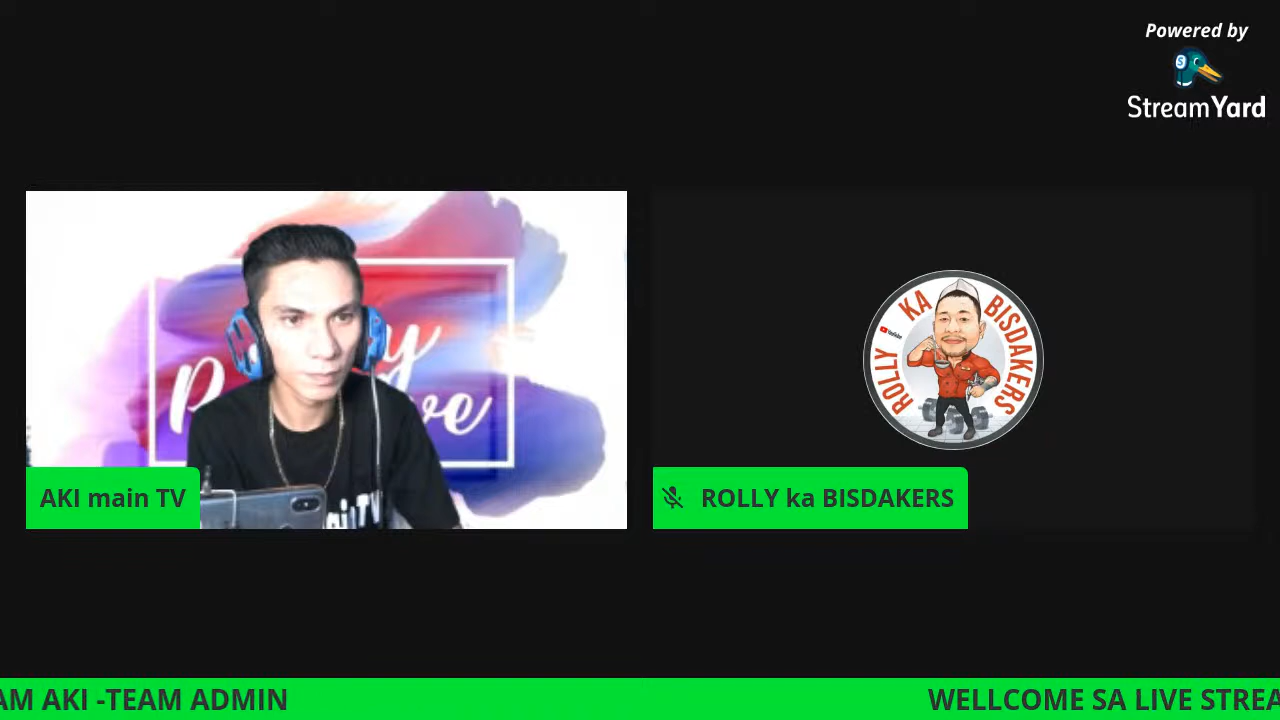 Powered by
StreamYard
ROLLY KA BISDAKERS
YouTube
AKI main TV
ROLLY ka BISDAKERS
AM AKI -TEAM ADMIN
WELLCOME SA LIVE STREA